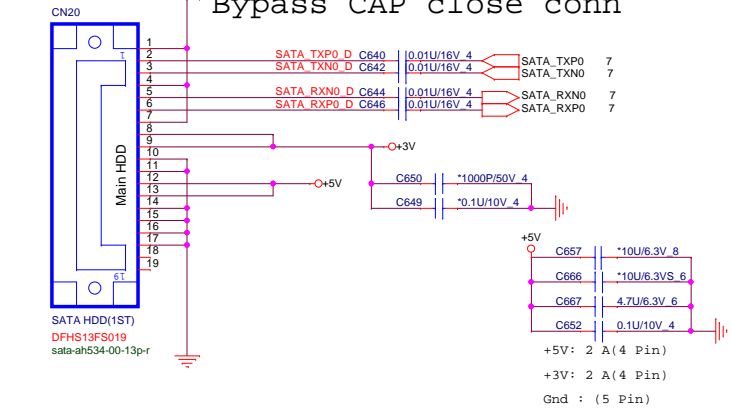 CN20
Bypass CAP close conn
1
1
2
3
4
5
6
7
8
9
10
11
12
13
14
15
16
17
18
19
19
Main HDD
SATA_TXP0_D C640 0.01U/16V_4 SATA_TXP0 7
SATA_TXN0_D C642 0.01U/16V_4 SATA_TXN0 7
SATA_RXN0_D C644 0.01U/16V_4 SATA_RXN0 7
SATA_RXP0_D C646 0.01U/16V_4 SATA_RXP0 7
+3V
+5V
C650 *1000P/50V_4
C649 *0.1U/10V_4
+5V
C657 *10U/6.3V_8
C666 *10U/6.3VS_6
C667 4.7U/6.3V_6
C652 0.1U/10V_4
SATA HDD(1ST)
DFHS13FS019
sata-ah534-00-13p-r
+5V: 2 A(4 Pin)
+3V: 2 A(4 Pin)
Gnd : (5 Pin)